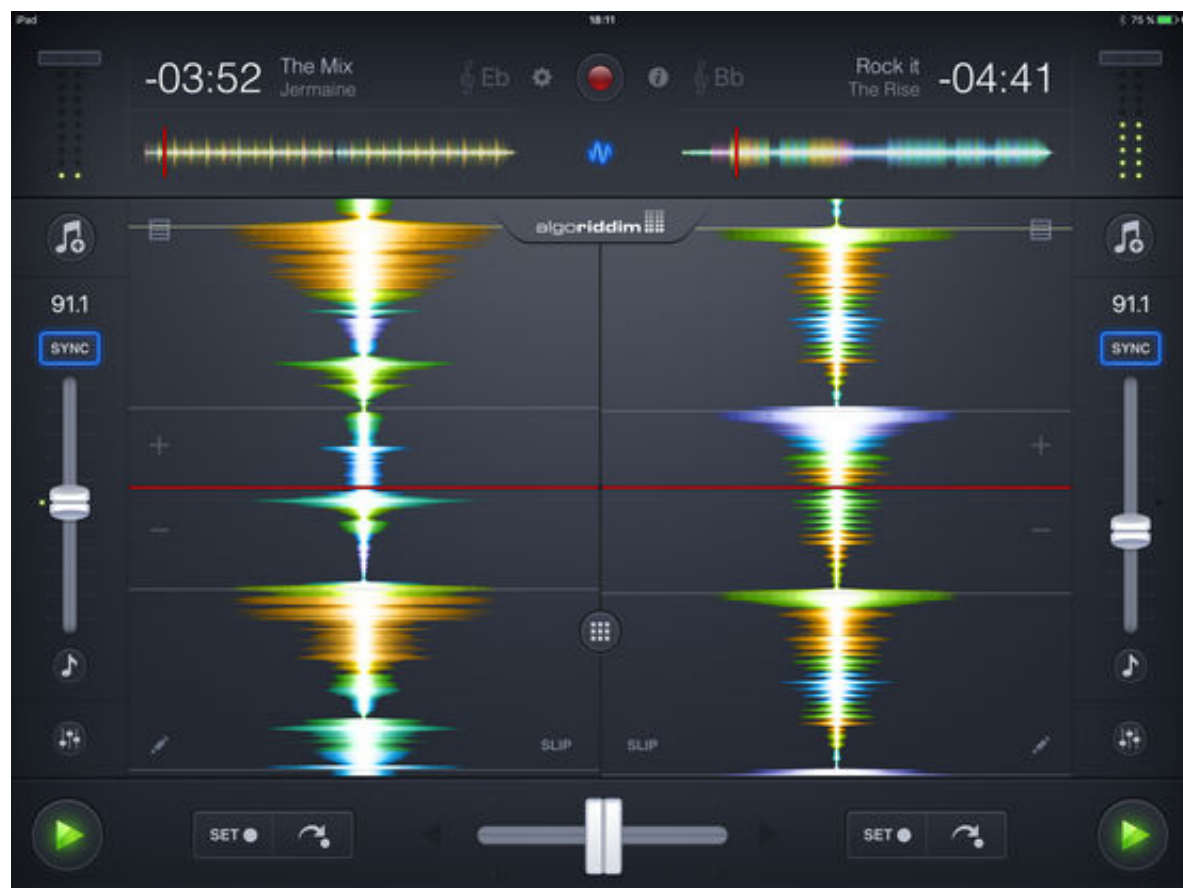 iPad
18:11
75 %
-03:52
The Mix
Jermaine
Eb
Bb
Rock it
The Rise
-04:41
algoriddim
91.1
SYNC
91.1
SYNC
SLIP
SLIP
SET
SET